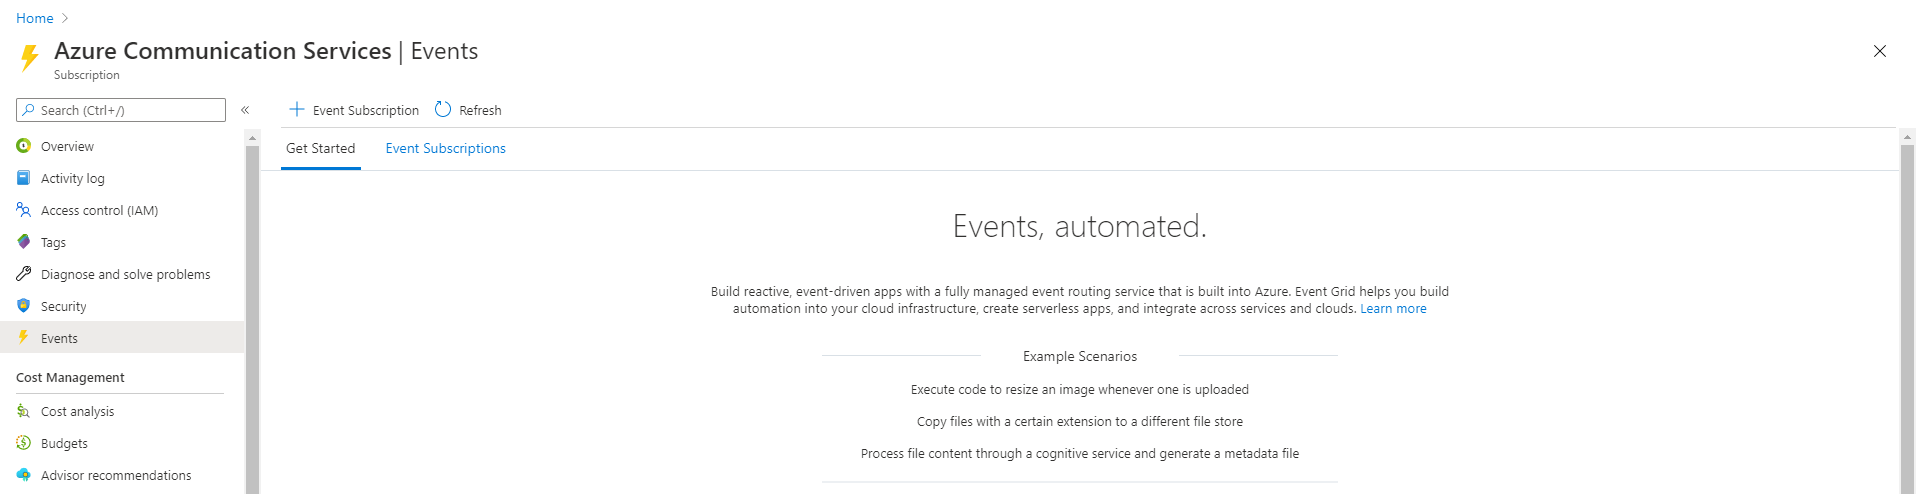 Home
Azure Communication Services | Events
Subscription
Search (Ctrl+/)
Overview
Activity log
Access control (IAM)
Tags
Diagnose and solve problems
Security
Events
Cost Management
Cost analysis
Budgets
Advisor recommendations
Event Subscription Refresh
Get Started Event Subscriptions
Events, automated.
Build reactive, event-driven apps with a fully managed event routing service that is built into Azure. Event Grid helps you build
automation into your cloud infrastructure, create serverless apps, and integrate across services and clouds. Learn more
Example Scenarios
Execute code to resize an image whenever one is uploaded
Copy files with a certain extension to a different file store
Process file content through a cognitive service and generate a metadata file